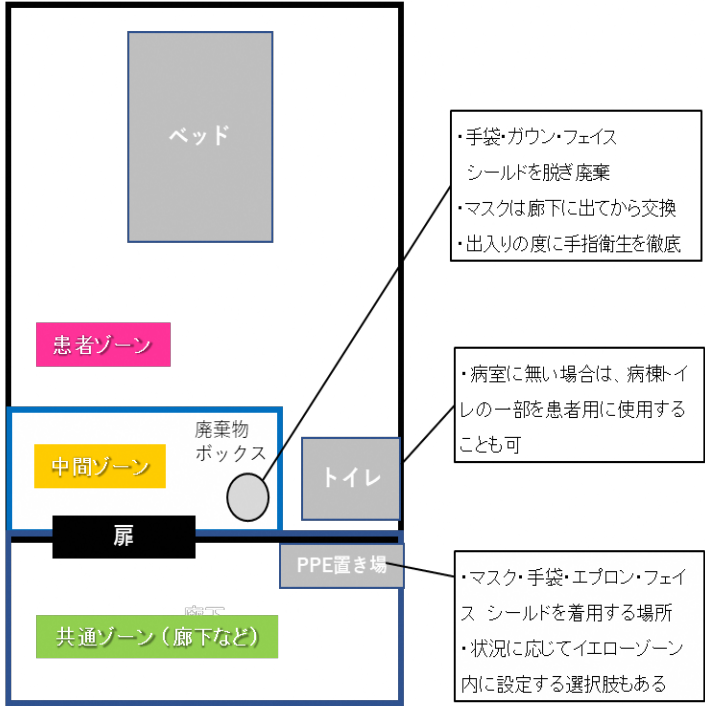 ベッド
・手袋・ガウン・フェイス
シールドを脱ぎ廃棄
・マスクは廊下に出てから交換
・出入りの度に手指衛生を徹底
患者ゾーン
・病室に無い場合は、病棟トイ
レの一部を患者用に使用する
ことも可
廃棄物
ボックス
中間ゾーン
トイレ
扉
PPE置き場
・マスク・手袋・エプロン・フェイ
ス シールドを着用する場所
・状況に応じてイエローゾーン
内に設定する選択肢もある
廊下
共通ゾーン（廊下など）